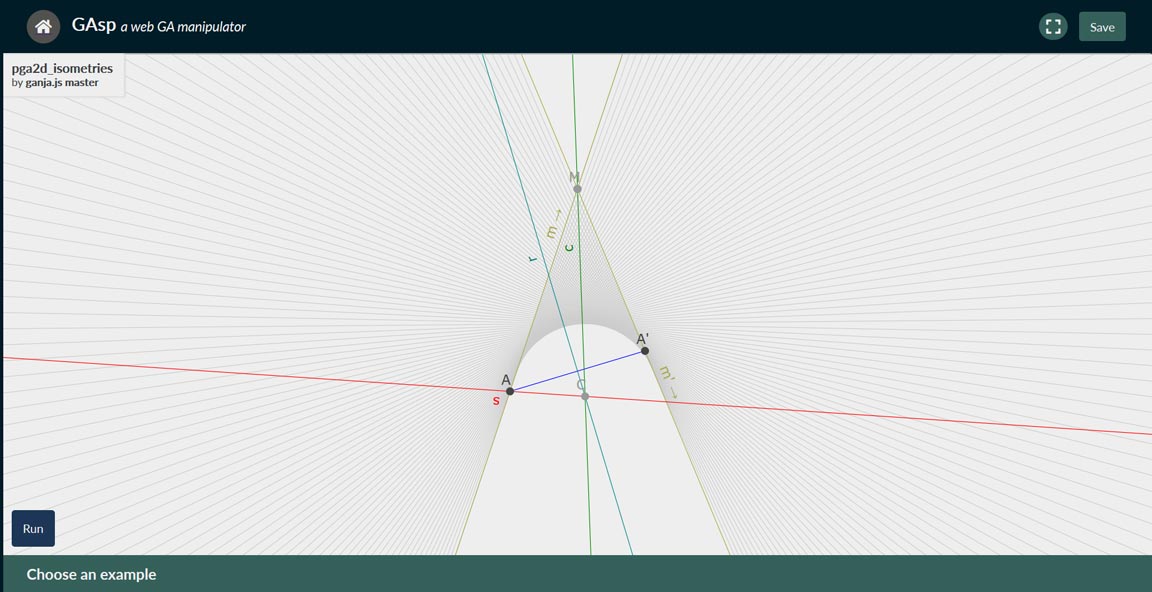 GAsp a web GA manipulator
Save
pga2d_isometries
by ganja.js master
M
m →
c
r
A'
A
m' →
C
s
Run
Choose an example